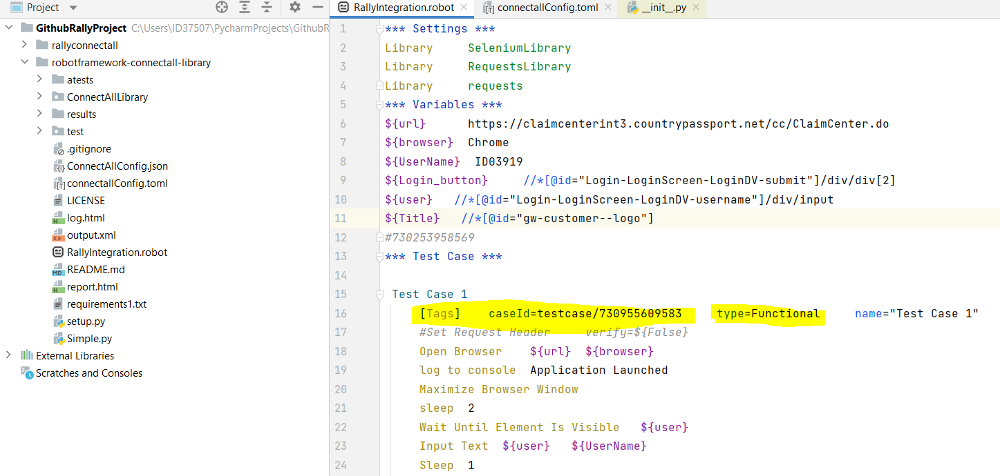 Project
GithubRallyProject C:\Users\ID37507\PycharmProjects\GithubR
rallyconnectall
robotframework-connectall-library
atests
ConnectAllLibrary
results
test
.gitignore
ConnectAllConfig.json
connectallConfig.toml
LICENSE
log.html
output.xml
RallyIntegration.robot
README.md
report.html
requirements1.txt
setup.py
Simple.py
External Libraries
Scratches and Consoles
RallyIntegration.robot connectallConfig.toml __init__.py
1 *** Settings ***
2 Library SeleniumLibrary
3 Library RequestsLibrary
4 Library requests
5 *** Variables ***
6 ${url} https://claimcenterint3.countrypassport.net/cc/ClaimCenter.do
7 ${browser} Chrome
8 ${UserName} ID03919
9 ${Login_button} //*[@id="Login-LoginScreen-LoginDV-submit"]/div/div[2]
10 ${user} //*[@id="Login-LoginScreen-LoginDV-username"]/div/input
11 ${Title} //*[@id="gw-customer--logo"]
12 #730253958569
13 *** Test Case ***
14
15 Test Case 1
16 [Tags] caseId=testcase/730955609583 type=Functional name="Test Case 1"
17 #Set Request Header verify=${False}
18 Open Browser ${url} ${browser}
19 log to console Application Launched
20 Maximize Browser Window
21 sleep 2
22 Wait Until Element Is Visible ${user}
23 Input Text ${user} ${UserName}
24 Sleep 1